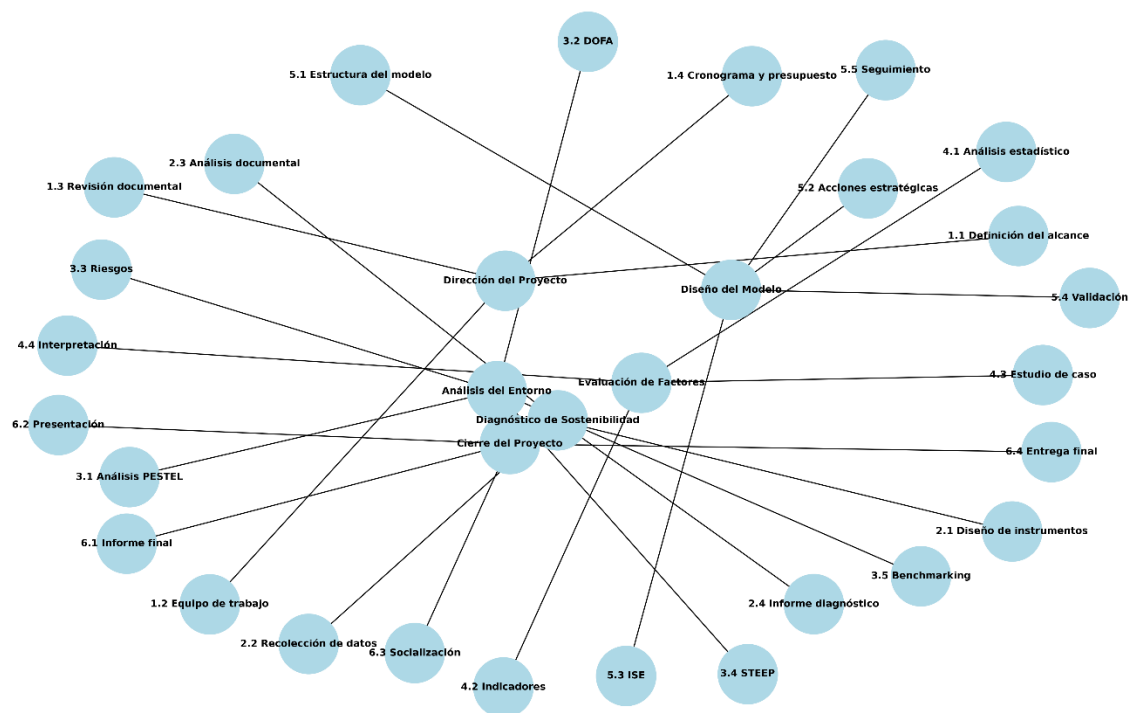 3.2 DOFA
5.1 Estructura del modelo
1.4 Cronograma y presupuesto
5.5 Seguimiento
2.3 Análisis documental
4.1 Análisis estadístico
1.3 Revisión documental
5.2 Acciones estratégicas
1.1 Definición del alcance
3.3 Riesgos
Dirección del Proyecto
Diseño del Modelo
5.4 Validación
4.4 Interpretación
4.3 Estudio de caso
Evaluación de Factores
Análisis del Entorno
Diagnóstico de Sostenibilidad
6.2 Presentación
Cierre del Proyecto
6.4 Entrega final
3.1 Análisis PESTEL
2.1 Diseño de instrumentos
6.1 Informe final
3.5 Benchmarking
1.2 Equipo de trabajo
2.4 Informe diagnóstico
2.2 Recolección de datos
6.3 Socialización
3.4 STEEP
5.3 ISE
4.2 Indicadores